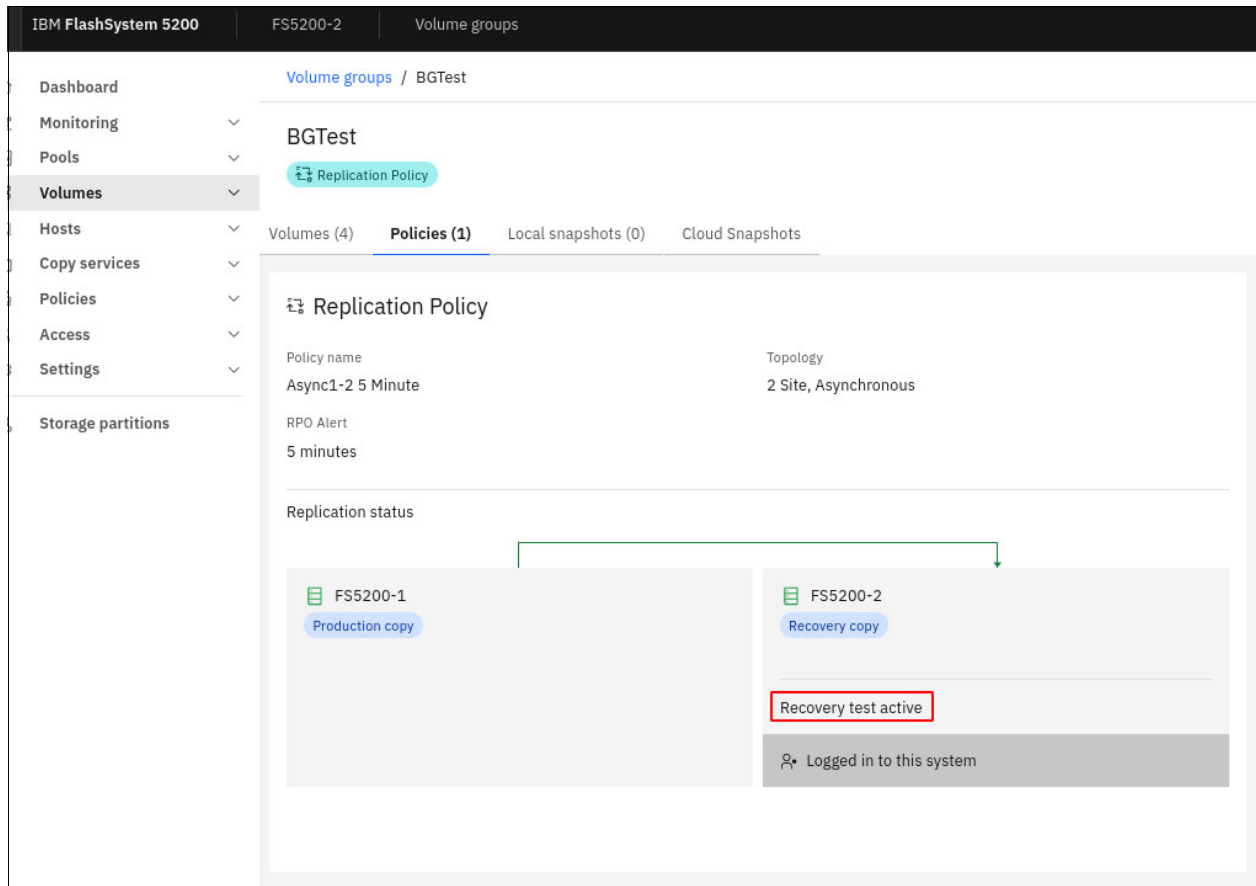 IBM FlashSystem 5200 FS5200-2 Volume groups
Dashboard
Monitoring
Pools
Volumes
Hosts
Copy services
Policies
Access
Settings
Storage partitions
Volume groups / BGTest
BGTest
Replication Policy
Volumes (4) Policies (1) Local snapshots (0) Cloud Snapshots
Replication Policy
Policy name
Async1-2 5 Minute
Topology
2 Site, Asynchronous
RPO Alert
5 minutes
Replication status
FS5200-1
Production copy
FS5200-2
Recovery copy
Recovery test active
Logged in to this system